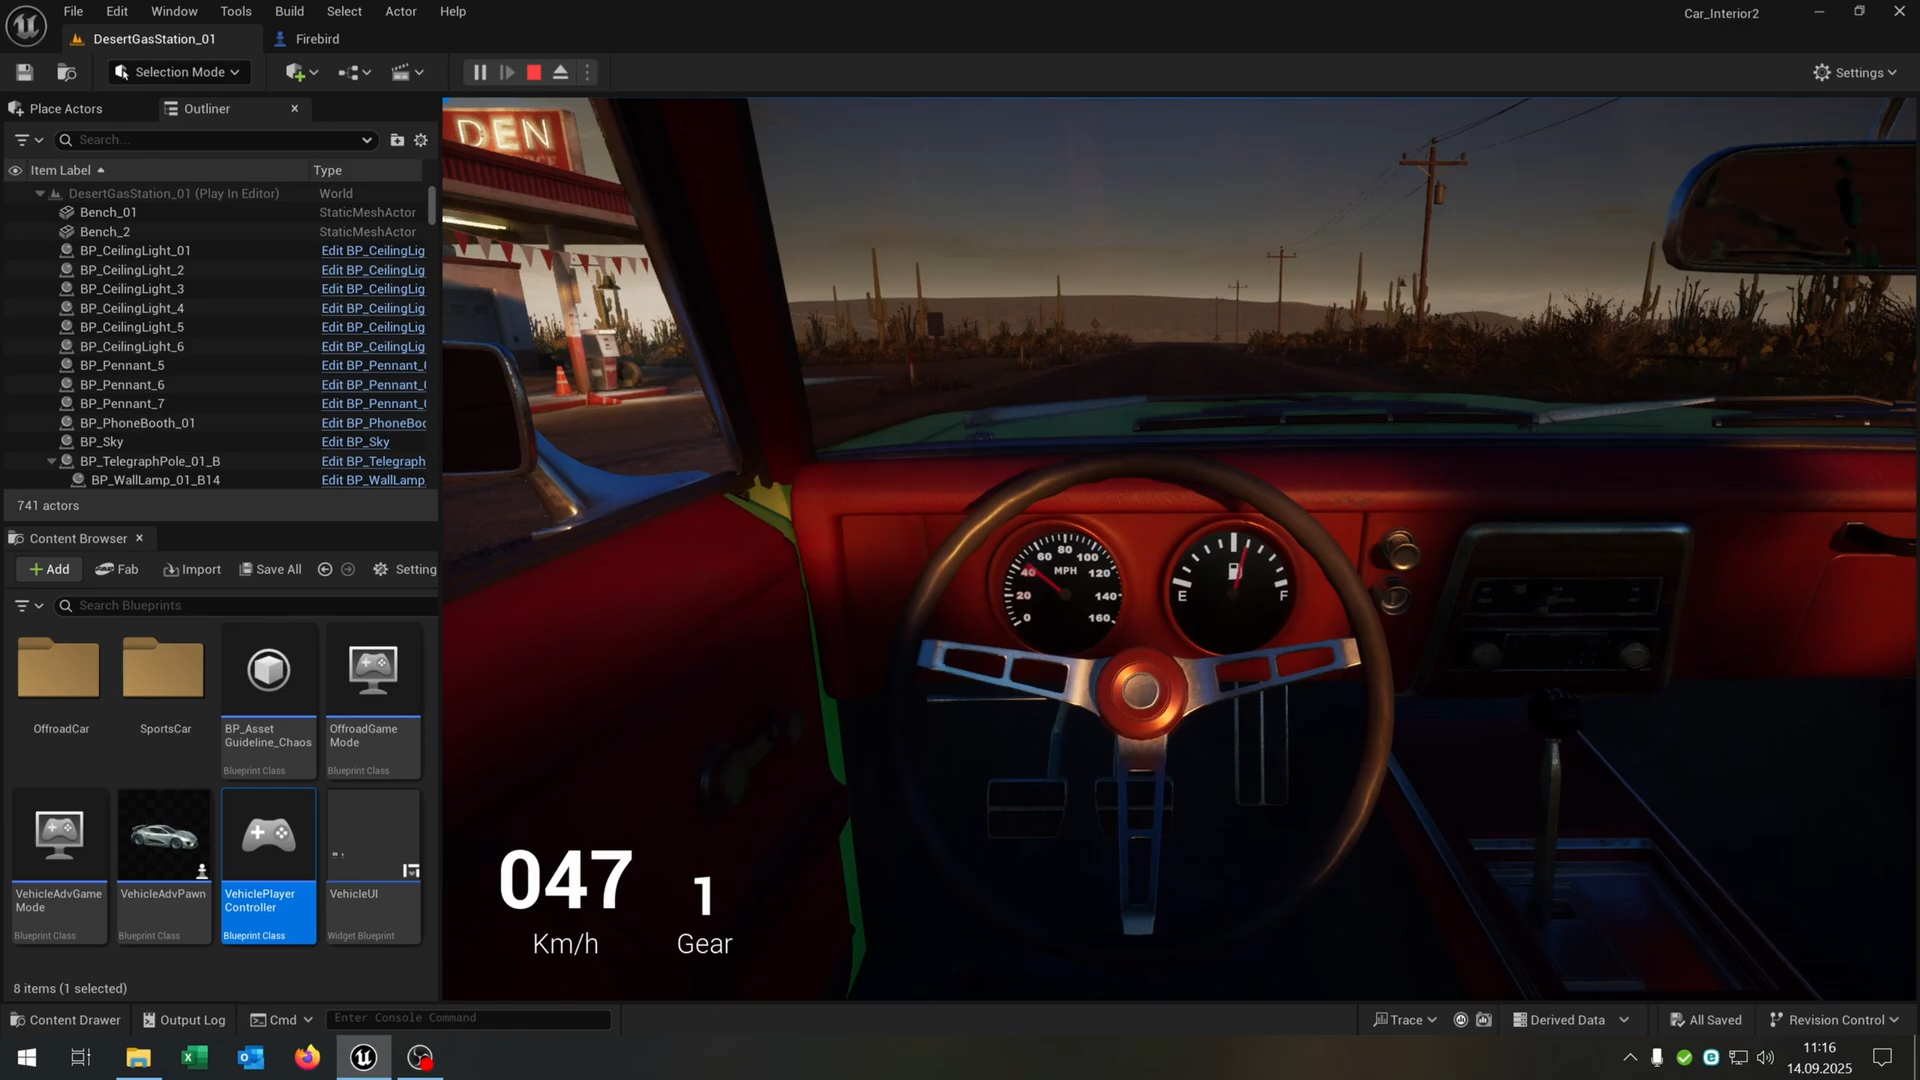 File Edit Window Tools Build Select Actor Help
Car_Interior2
DesertGasStation_01
Firebird
Selection Mode
Settings
Place Actors
Outliner
Search...
Item Label
Type
DesertGasStation_01 (Play In Editor) World
Bench_01 StaticMeshActor
Bench_2 StaticMeshActor
BP_CeilingLight_01 Edit BP_CeilingLig
BP_CeilingLight_2 Edit BP_CeilingLig
BP_CeilingLight_3 Edit BP_CeilingLig
BP_CeilingLight_4 Edit BP_CeilingLig
BP_CeilingLight_5 Edit BP_CeilingLig
BP_CeilingLight_6 Edit BP_CeilingLig
BP_Pennant_5 Edit BP_Pennant_
BP_Pennant_6 Edit BP_Pennant_
BP_Pennant_7 Edit BP_Pennant_
BP_PhoneBooth_01 Edit BP_PhoneBoo
BP_Sky Edit BP_Sky
BP_TelegraphPole_01_B Edit BP_Telegraph
BP_WallLamp_01_B14 Edit BP_WallLamp
741 actors
Content Browser
Add Fab Import Save All Setting
Search Blueprints
OffroadCar
SportsCar
BP_Asset
Guideline_Chaos
Blueprint Class
OffroadGame
Mode
Blueprint Class
VehicleAdvGame
Mode
Blueprint Class
VehicleAdvPawn
Blueprint Class
VehiclePlayer
Controller
Blueprint Class
VehicleUI
Widget Blueprint
8 items (1 selected)
DEN
0 20 40 60 80 100 120 140 160
MPH
E F
047 1
Km/h Gear
Content Drawer
Output Log
Cmd
Enter Console Command
Trace
Derived Data
All Saved
Revision Control
11:16
14.09.2025